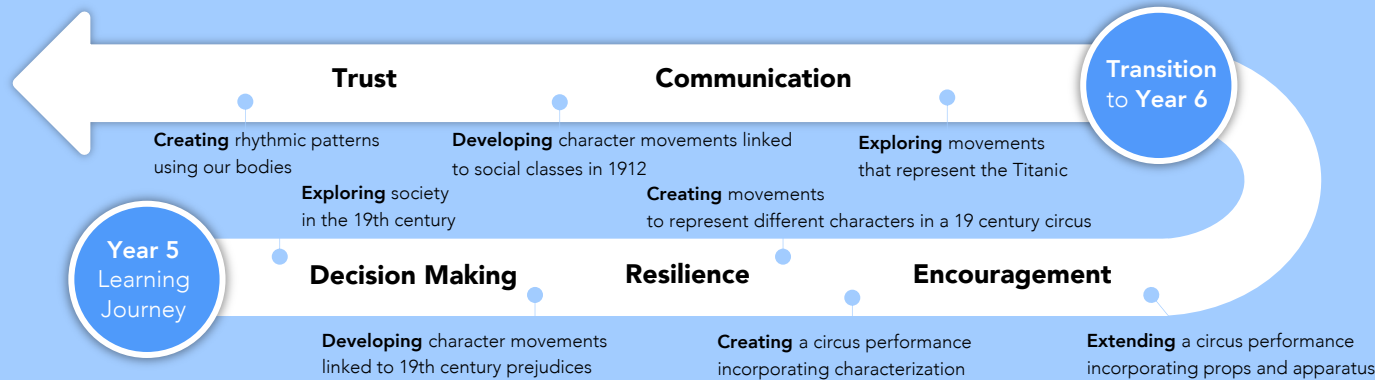 Trust
Communication
Transition
to Year 6
Creating rhythmic patterns
using our bodies
Developing character movements linked
to social classes in 1912
Exploring movements
that represent the Titanic
Exploring society
in the 19th century
Creating movements
to represent different characters in a 19 century circus
Year 5
Learning
Journey
Decision Making
Resilience
Encouragement
Developing character movements
linked to 19th century prejudices
Creating a circus performance
incorporating characterization
Extending a circus performance
incorporating props and apparatus